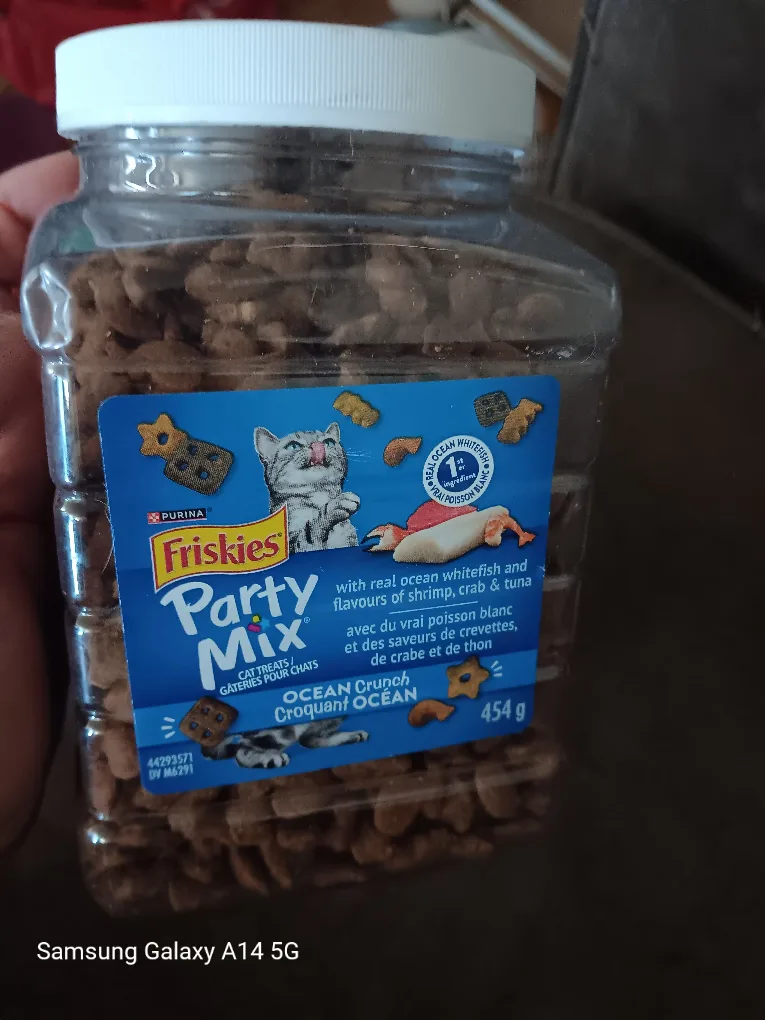 REAL OCEAN WHITEFISH
1st
er
ingredient
VRAI POISSON BLANC
PURINA
Friskies®
Party
Mix®
CAT TREATS /
GÂTERIES POUR CHATS
with real ocean whitefish and
flavours of shrimp, crab & tuna
avec du vrai poisson blanc
et des saveurs de crevettes,
de crabe et de thon
OCEAN Crunch
Croquant OCÉAN
454 g
44293571
DV M6291
Samsung Galaxy A14 5G